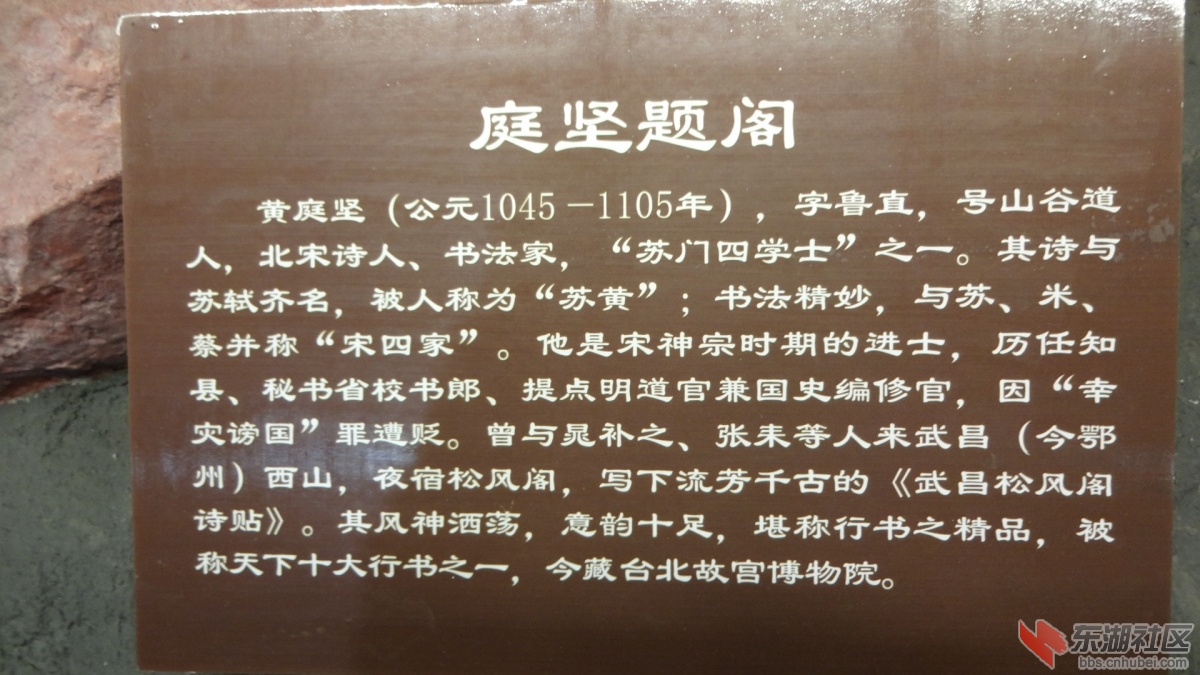 庭坚题阁
黄庭坚（公元1045－1105年），字鲁直，号山谷道
人，北宋诗人、书法家，“苏门四学士”之一。其诗与
苏轼齐名，被人称为“苏黄”；书法精妙，与苏、米、
蔡并称“宋四家”。他是宋神宗时期的进士，历任知
县、秘书省校书郎、提点明道官兼国史编修官，因“幸
灾谤国”罪遭贬。曾与晁补之、张耒等人来武昌（今鄂
州）西山，夜宿松风阁，写下流芳千古的《武昌松风阁
诗贴》。其风神洒荡，意韵十足，堪称行书之精品，被
称天下十大行书之一，今藏台北故宫博物院。
东湖社区
bbs.cnhubei.com